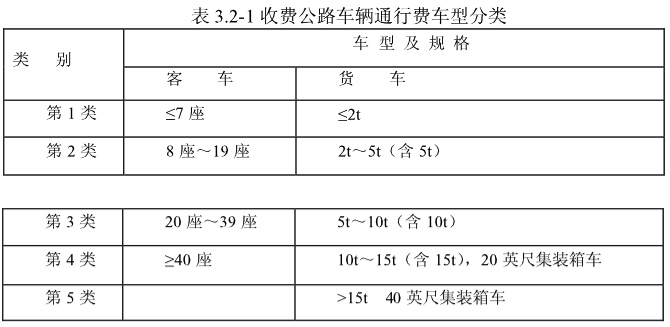 表 3.2-1 收费公路车辆通行费车型分类
类 别 车 型 及 规 格
客 车 货 车
第 1 类 ≤7 座 ≤2t
第 2 类 8 座～19 座 2t～5t（含 5t）
第 3 类 20 座～39 座 5t～10t（含 10t）
第 4 类 ≥40 座 10t～15t（含 15t），20 英尺集装箱车
第 5 类 >15t 40 英尺集装箱车